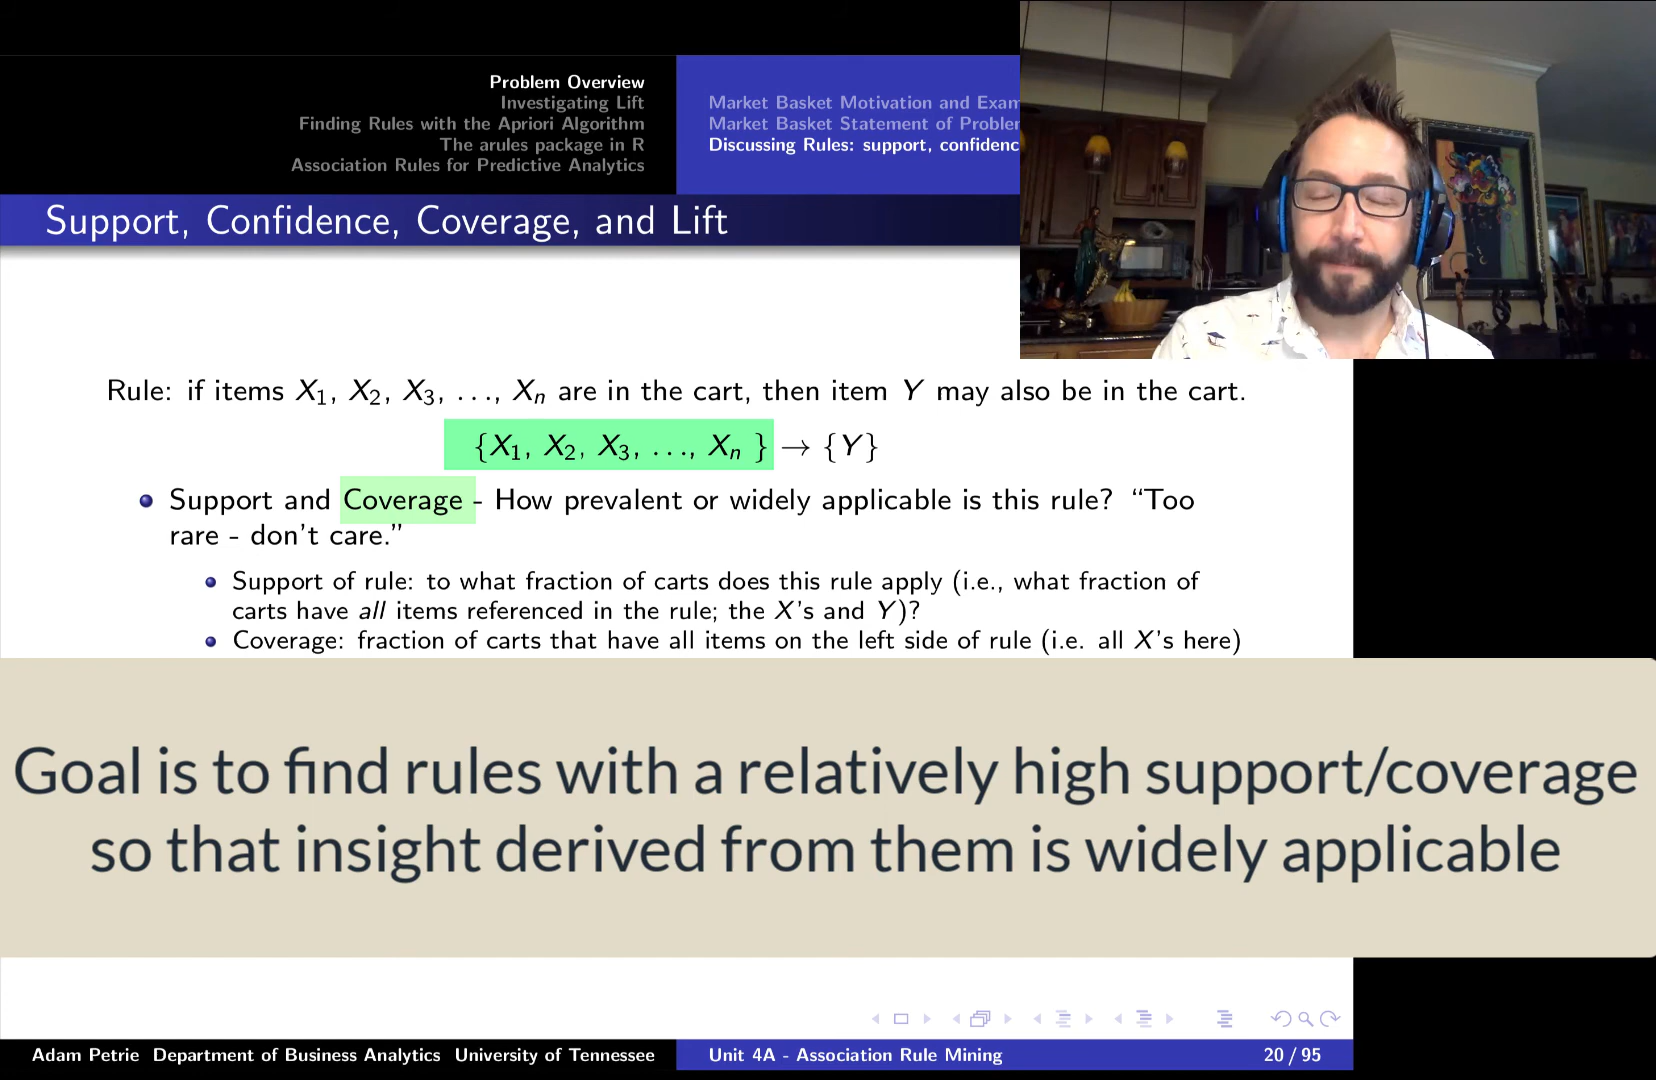 Problem Overview
Investigating Lift
Finding Rules with the Apriori Algorithm
The arules package in R
Association Rules for Predictive Analytics
Market Basket Motivation and Exam
Market Basket Statement of Problem
Discussing Rules: support, confidenc
Support, Confidence, Coverage, and Lift
Rule: if items X₁, X₂, X₃, ..., Xₙ are in the cart, then item Y may also be in the cart.
{X₁, X₂, X₃, ..., Xₙ } → {Y}
Support and Coverage - How prevalent or widely applicable is this rule? “Too
rare - don't care.”
Support of rule: to what fraction of carts does this rule apply (i.e., what fraction of
carts have all items referenced in the rule; the X's and Y)?
Coverage: fraction of carts that have all items on the left side of rule (i.e. all X's here)
Goal is to find rules with a relatively high support/coverage
so that insight derived from them is widely applicable
Adam Petrie Department of Business Analytics University of Tennessee
Unit 4A - Association Rule Mining
20 / 95